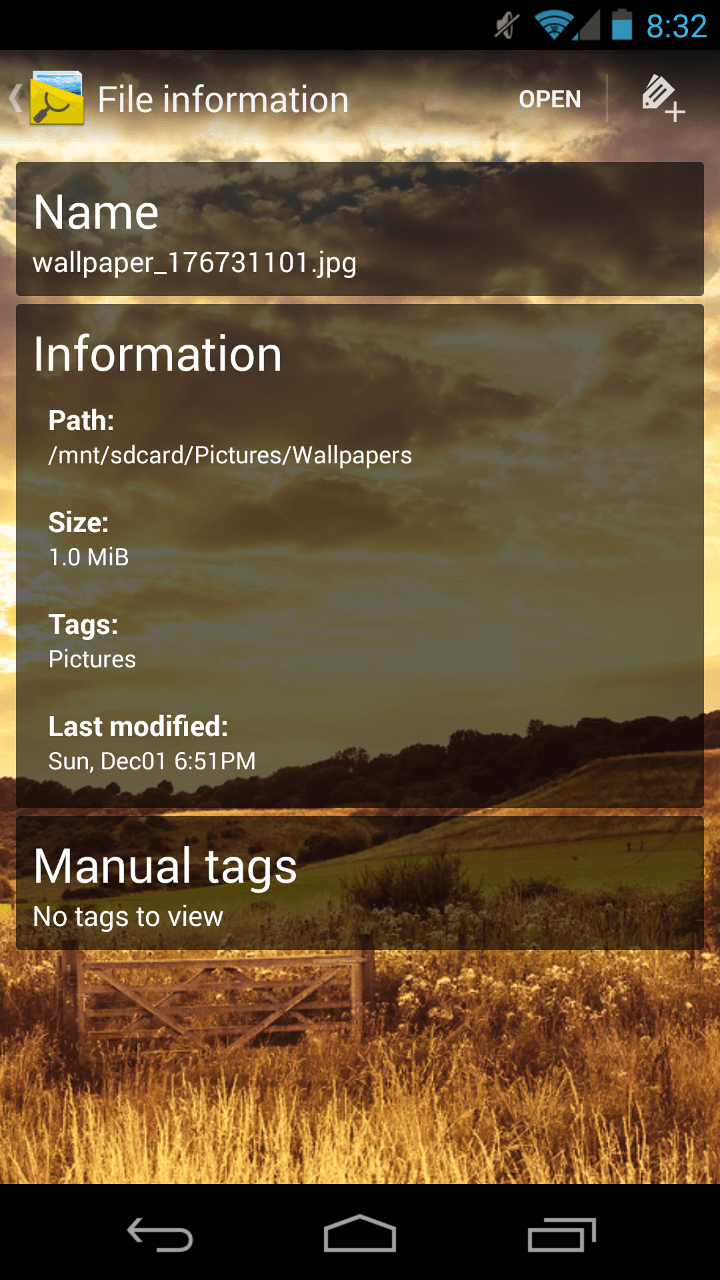 8:32
File information
OPEN
Name
wallpaper_176731101.jpg
Information
Path:
/mnt/sdcard/Pictures/Wallpapers
Size:
1.0 MiB
Tags:
Pictures
Last modified:
Sun, Dec01 6:51PM
Manual tags
No tags to view